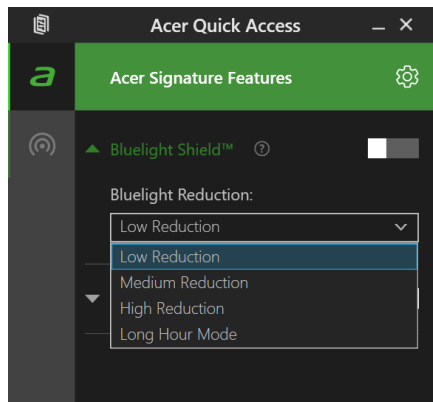 Acer Quick Access
Acer Signature Features
Bluelight Shield™
Bluelight Reduction:
Low Reduction
Low Reduction
Medium Reduction
High Reduction
Long Hour Mode